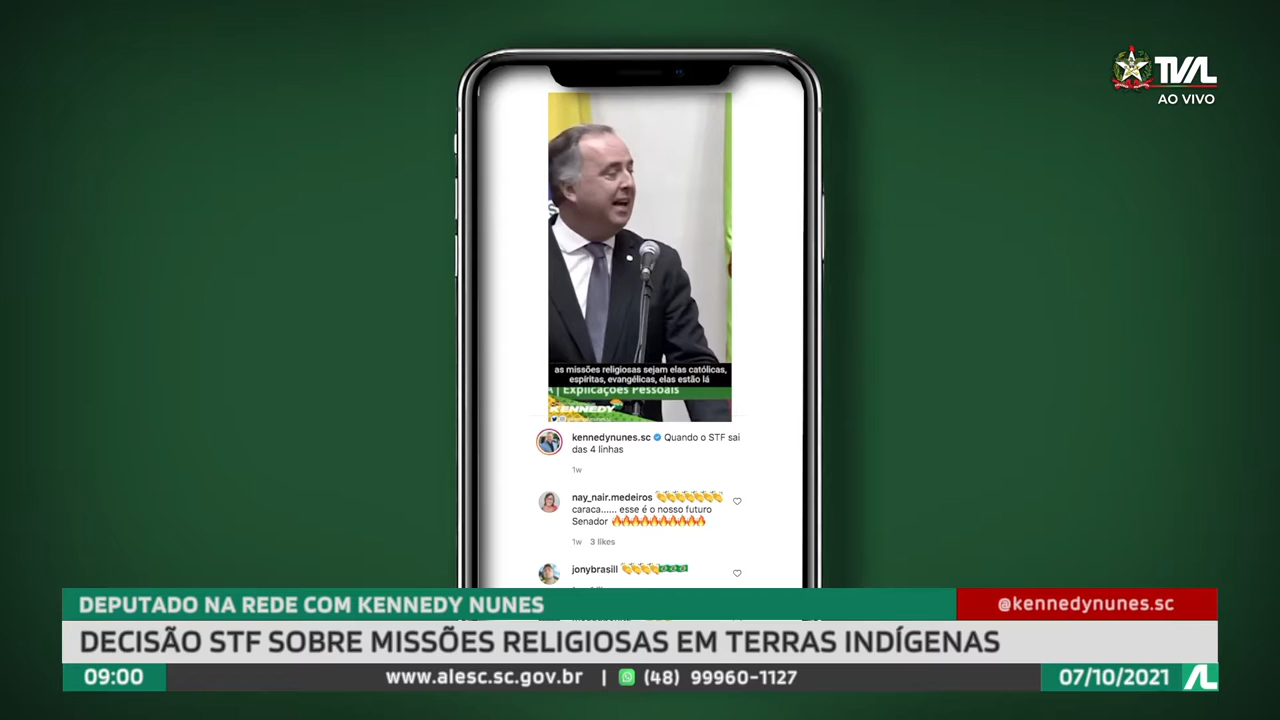 TVAL
AO VIVO
as missões religiosas sejam elas católicas,
espíritas, evangélicas, elas estão lá
A | Explicações Pessoais
KENNEDY
kennedynunes.sc Quando o STF sai
das 4 linhas
1w
nay_nair.medeiros 👏👏👏👏👏👏👏
caraca...... esse é o nosso futuro
Senador 🔥🔥🔥🔥🔥🔥🔥🔥🔥
1w 3 likes
jonybrasill 👏👏👏👏🇧🇷🇧🇷🇧🇷
DEPUTADO NA REDE COM KENNEDY NUNES
@kennedynunes.sc
DECISÃO STF SOBRE MISSÕES RELIGIOSAS EM TERRAS INDÍGENAS
09:00
www.alesc.sc.gov.br | (48) 99960-1127
07/10/2021
AL